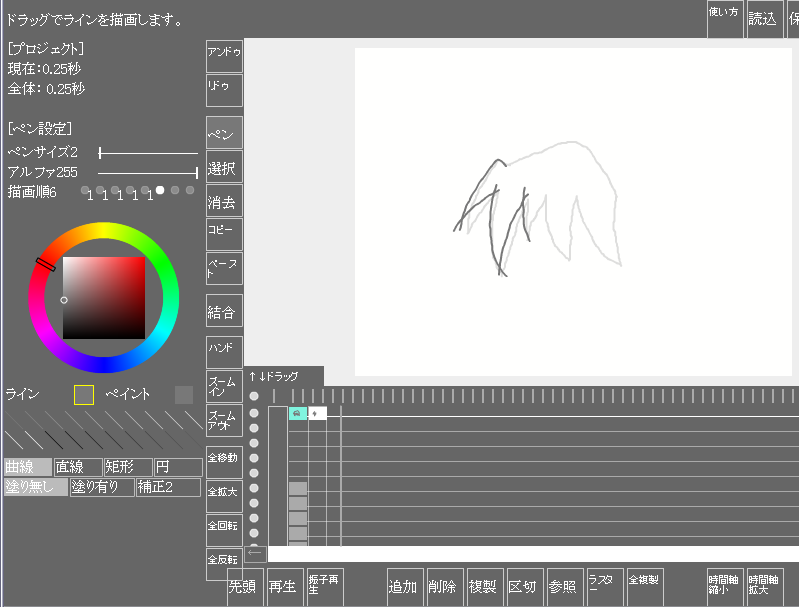 ドラッグでラインを描画します。
使い方
読込
[プロジェクト]
現在:0.25秒
全体: 0.25秒
[ペン設定]
ペンサイズ2
アルファ255
描画順6
1 1 1 1 1
アンドゥ
リドゥ
ペン
選択
消去
コピー
ペースト
結合
ハンド
ズームイン
ズームアウト
全移動
全拡大
全回転
全反転
ライン
ペイント
曲線
直線
矩形
円
塗り無し
塗り有り
補正2
↑↓ドラッグ
←
先頭
再生
振子再生
追加
削除
複製
区切
参照
ラスター
全複製
時間軸縮小
時間軸拡大